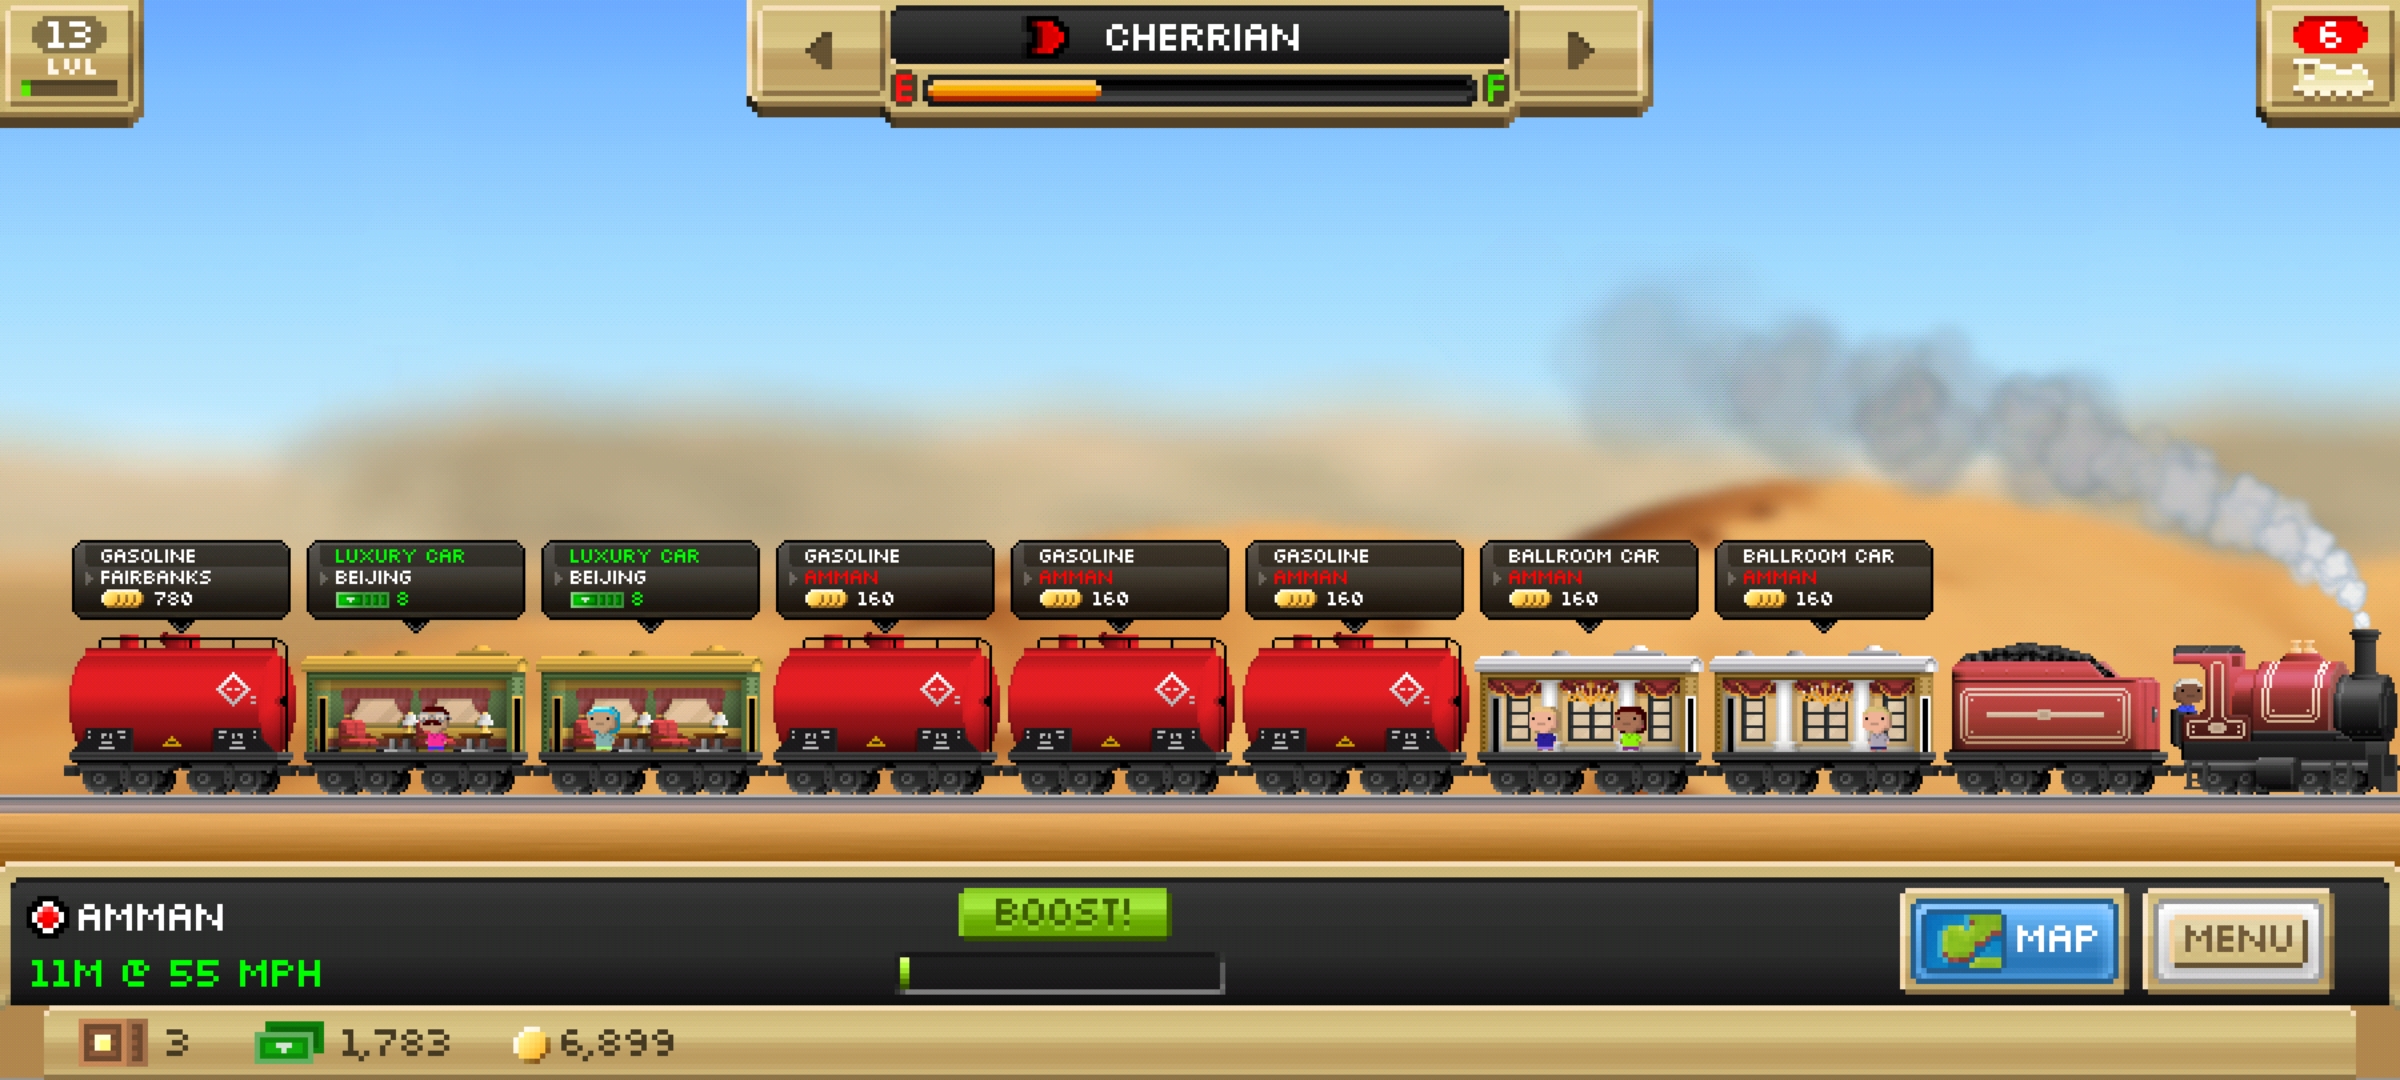 13
LVL
CHERRIAN
E F
6
GASOLINE
FAIRBANKS
780
LUXURY CAR
BEIJING
8
LUXURY CAR
BEIJING
8
GASOLINE
AMMAN
160
GASOLINE
AMMAN
160
GASOLINE
AMMAN
160
BALLROOM CAR
AMMAN
160
BALLROOM CAR
AMMAN
160
AMMAN
11M @ 55 MPH
BOOST!
MAP
MENU
3
1,783
6,899